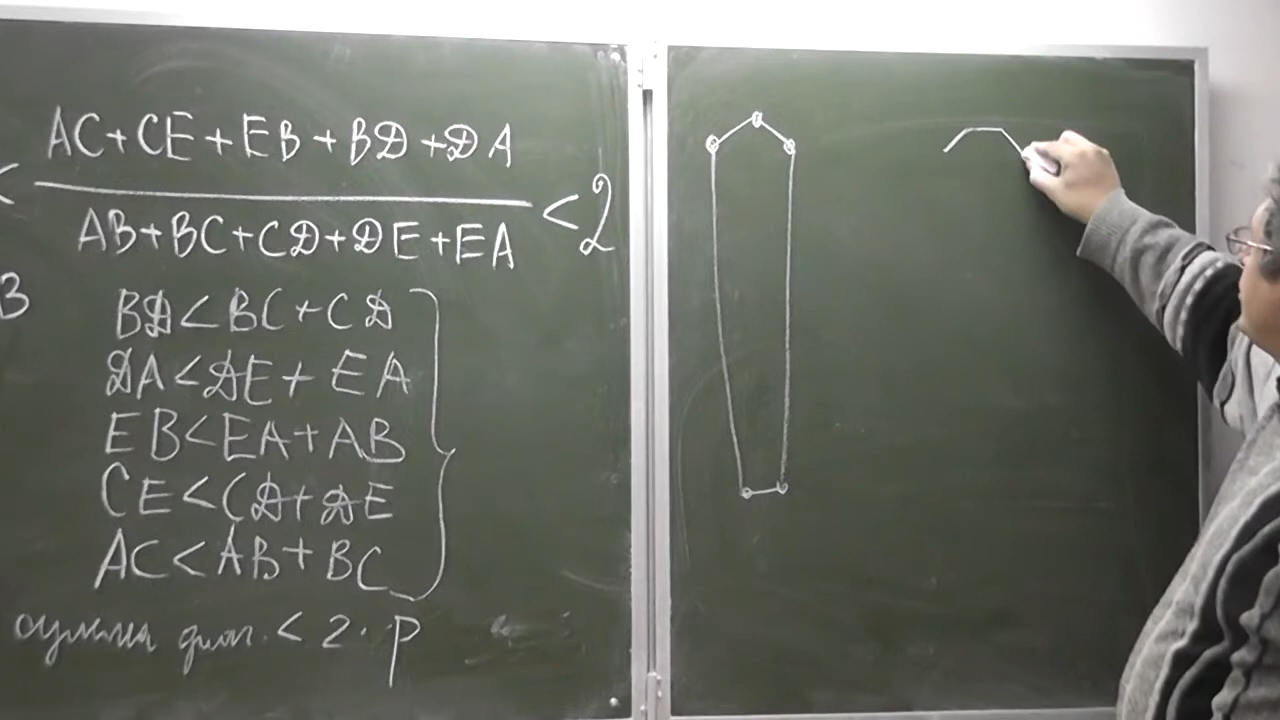 < AC+CE+EB+BD+DA
AB+BC+CD+DE+EA < 2
В
BD<BC+CD
DA<DE+EA
EB<EA+AB
CE<CD+DE
AC<AB+BC
сумма диаг. < 2·p